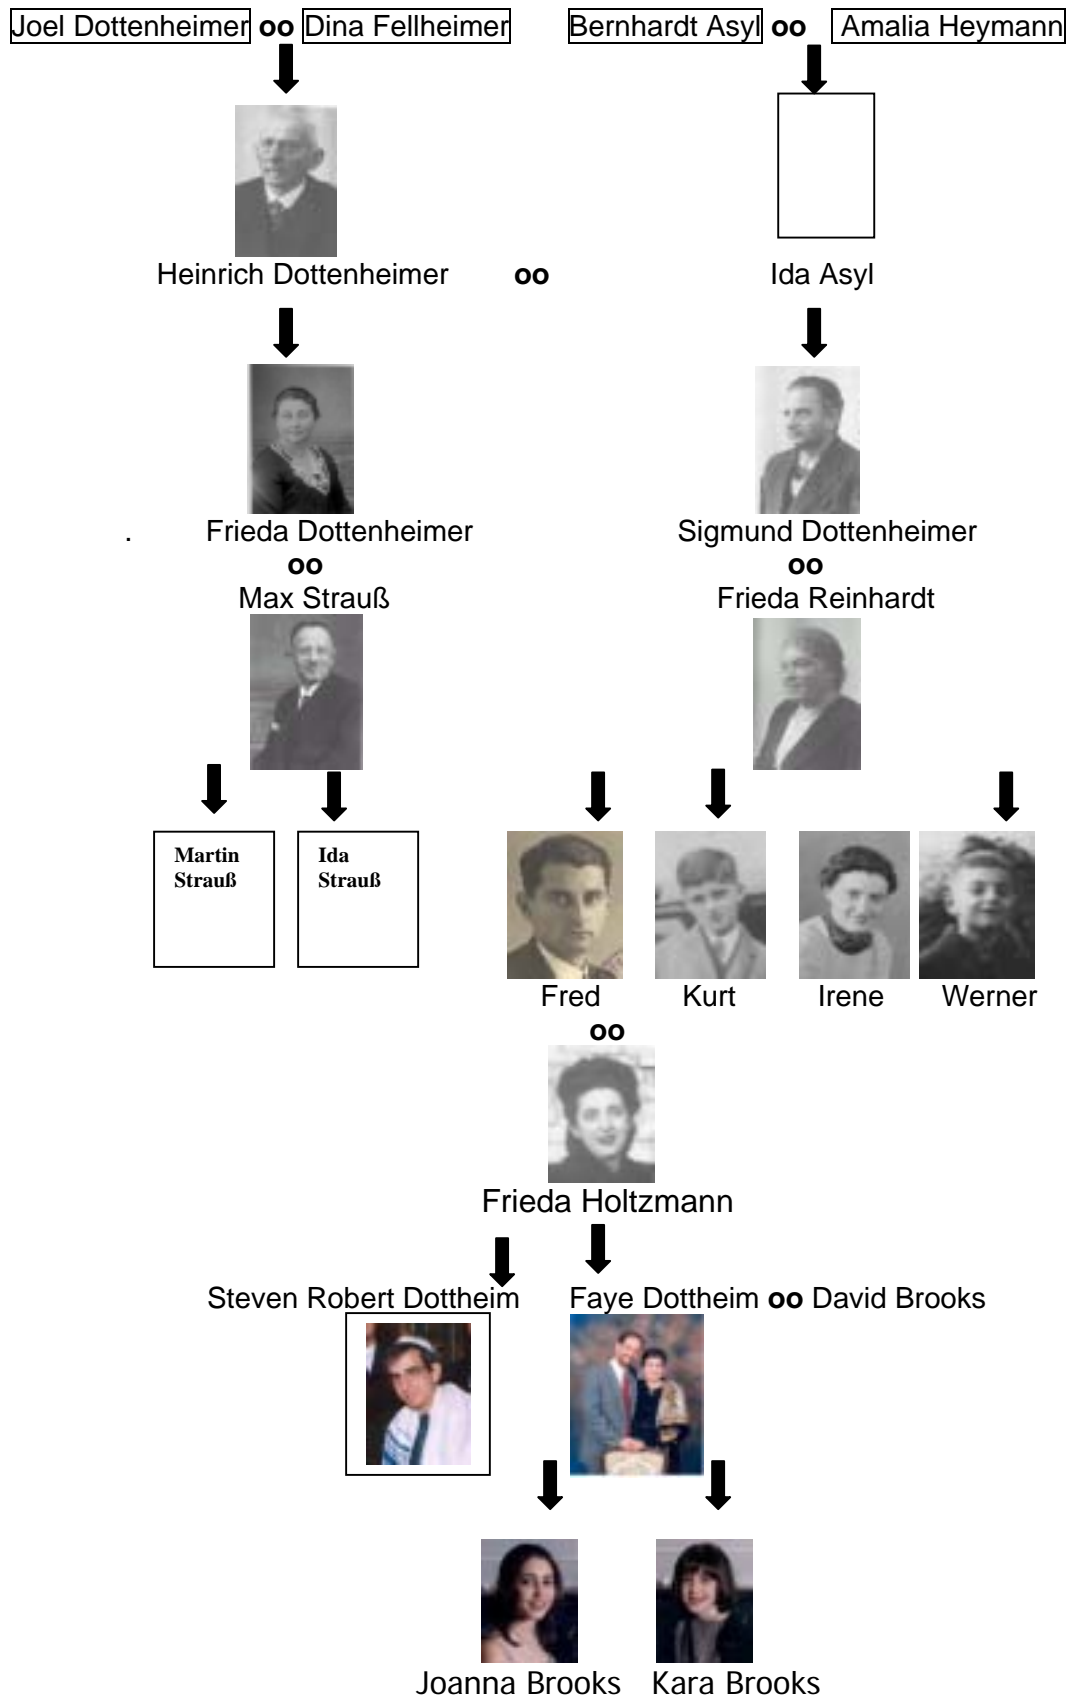 Joel Dottenheimer oo Dina Fellheimer Bernhardt Asyl oo Amalia Heymann
Heinrich Dottenheimer oo Ida Asyl
. Frieda Dottenheimer Sigmund Dottenheimer
oo oo
Max Strauß Frieda Reinhardt
Martin Ida
Strauß Strauß
Fred Kurt Irene Werner
oo
Frieda Holtzmann
Steven Robert Dottheim Faye Dottheim oo David Brooks
Joanna Brooks Kara Brooks